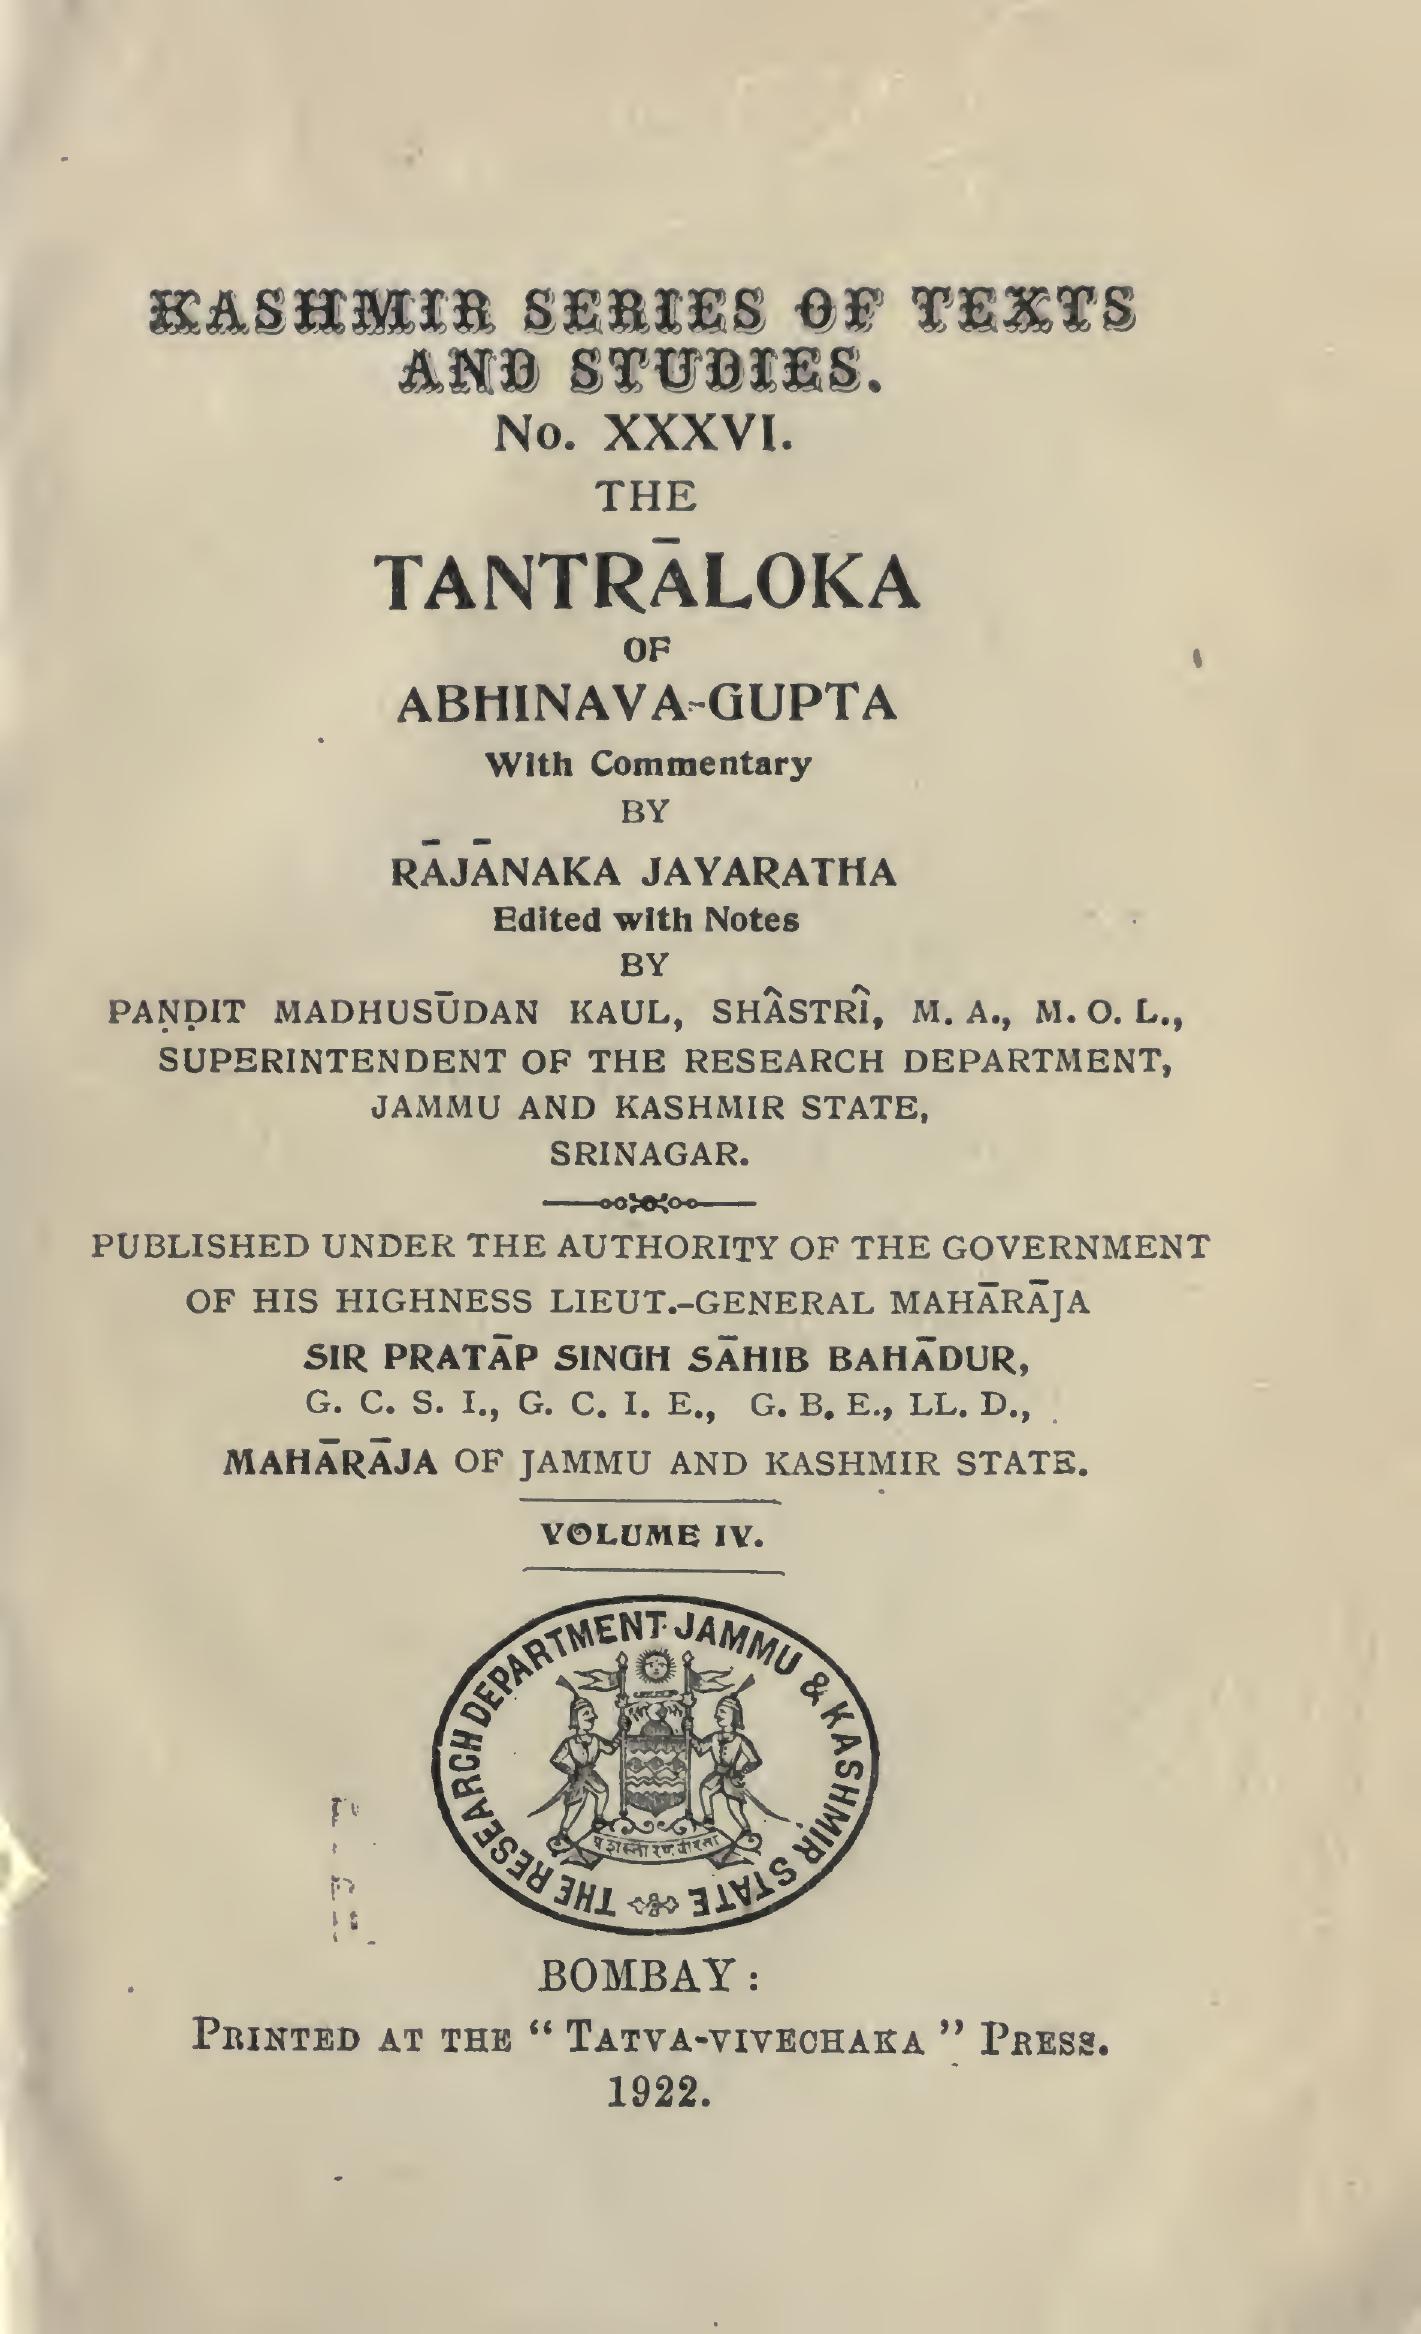 KASHMIR SERIES OF TEXTS
AND STUDIES.
No. XXXVI.
THE
TANTRĀLOKA
OF
ABHINAVA-GUPTA
With Commentary
BY
RĀJĀNAKA JAYARATHA
Edited with Notes
BY
PAṆḌIT MADHUSŪDAN KAUL, SHÂSTRÎ, M. A., M. O. L.,
SUPERINTENDENT OF THE RESEARCH DEPARTMENT,
JAMMU AND KASHMIR STATE,
SRINAGAR.
PUBLISHED UNDER THE AUTHORITY OF THE GOVERNMENT
OF HIS HIGHNESS LIEUT.-GENERAL MAHĀRĀJA
SIR PRATĀP SINGH SĀHIB BAHĀDUR,
G. C. S. I., G. C. I. E., G. B. E., LL. D.,
MAHĀRĀJA OF JAMMU AND KASHMIR STATE.
VOLUME IV.
THE RESEARCH DEPARTMENT JAMMU & KASHMIR STATE
BOMBAY:
PRINTED AT THE “ TATVA-VIVECHAKA ” PRESS.
1922.